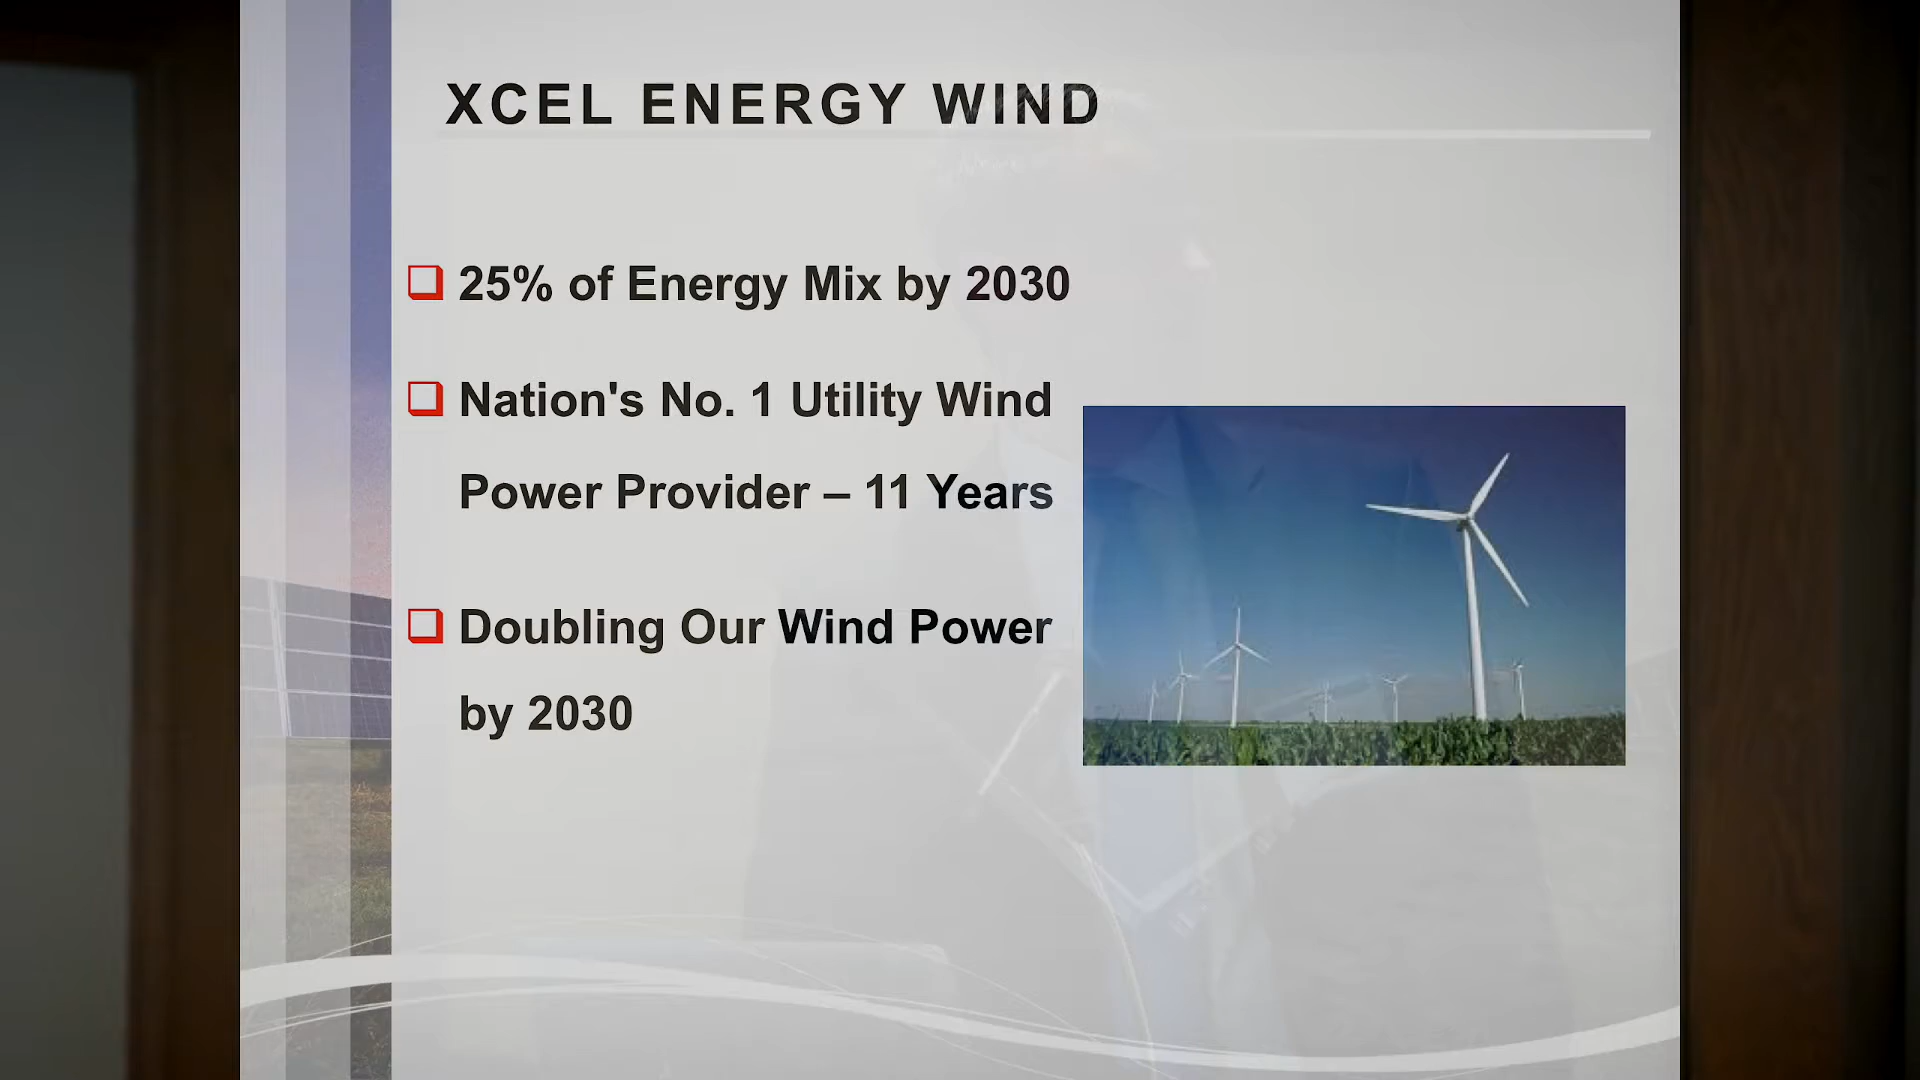 XCEL ENERGY WIND
25% of Energy Mix by 2030
Nation's No. 1 Utility Wind
Power Provider – 11 Years
Doubling Our Wind Power
by 2030